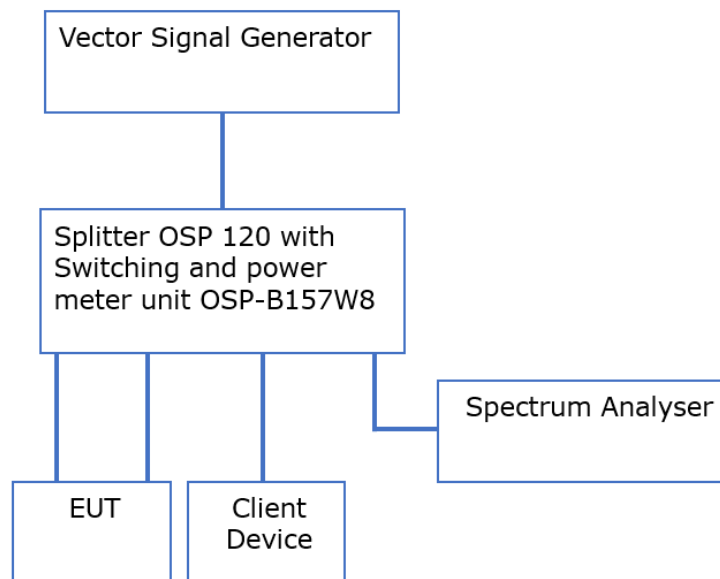 Vector Signal Generator
Splitter OSP 120 with
Switching and power
meter unit OSP-B157W8
Spectrum Analyser
EUT
Client
Device